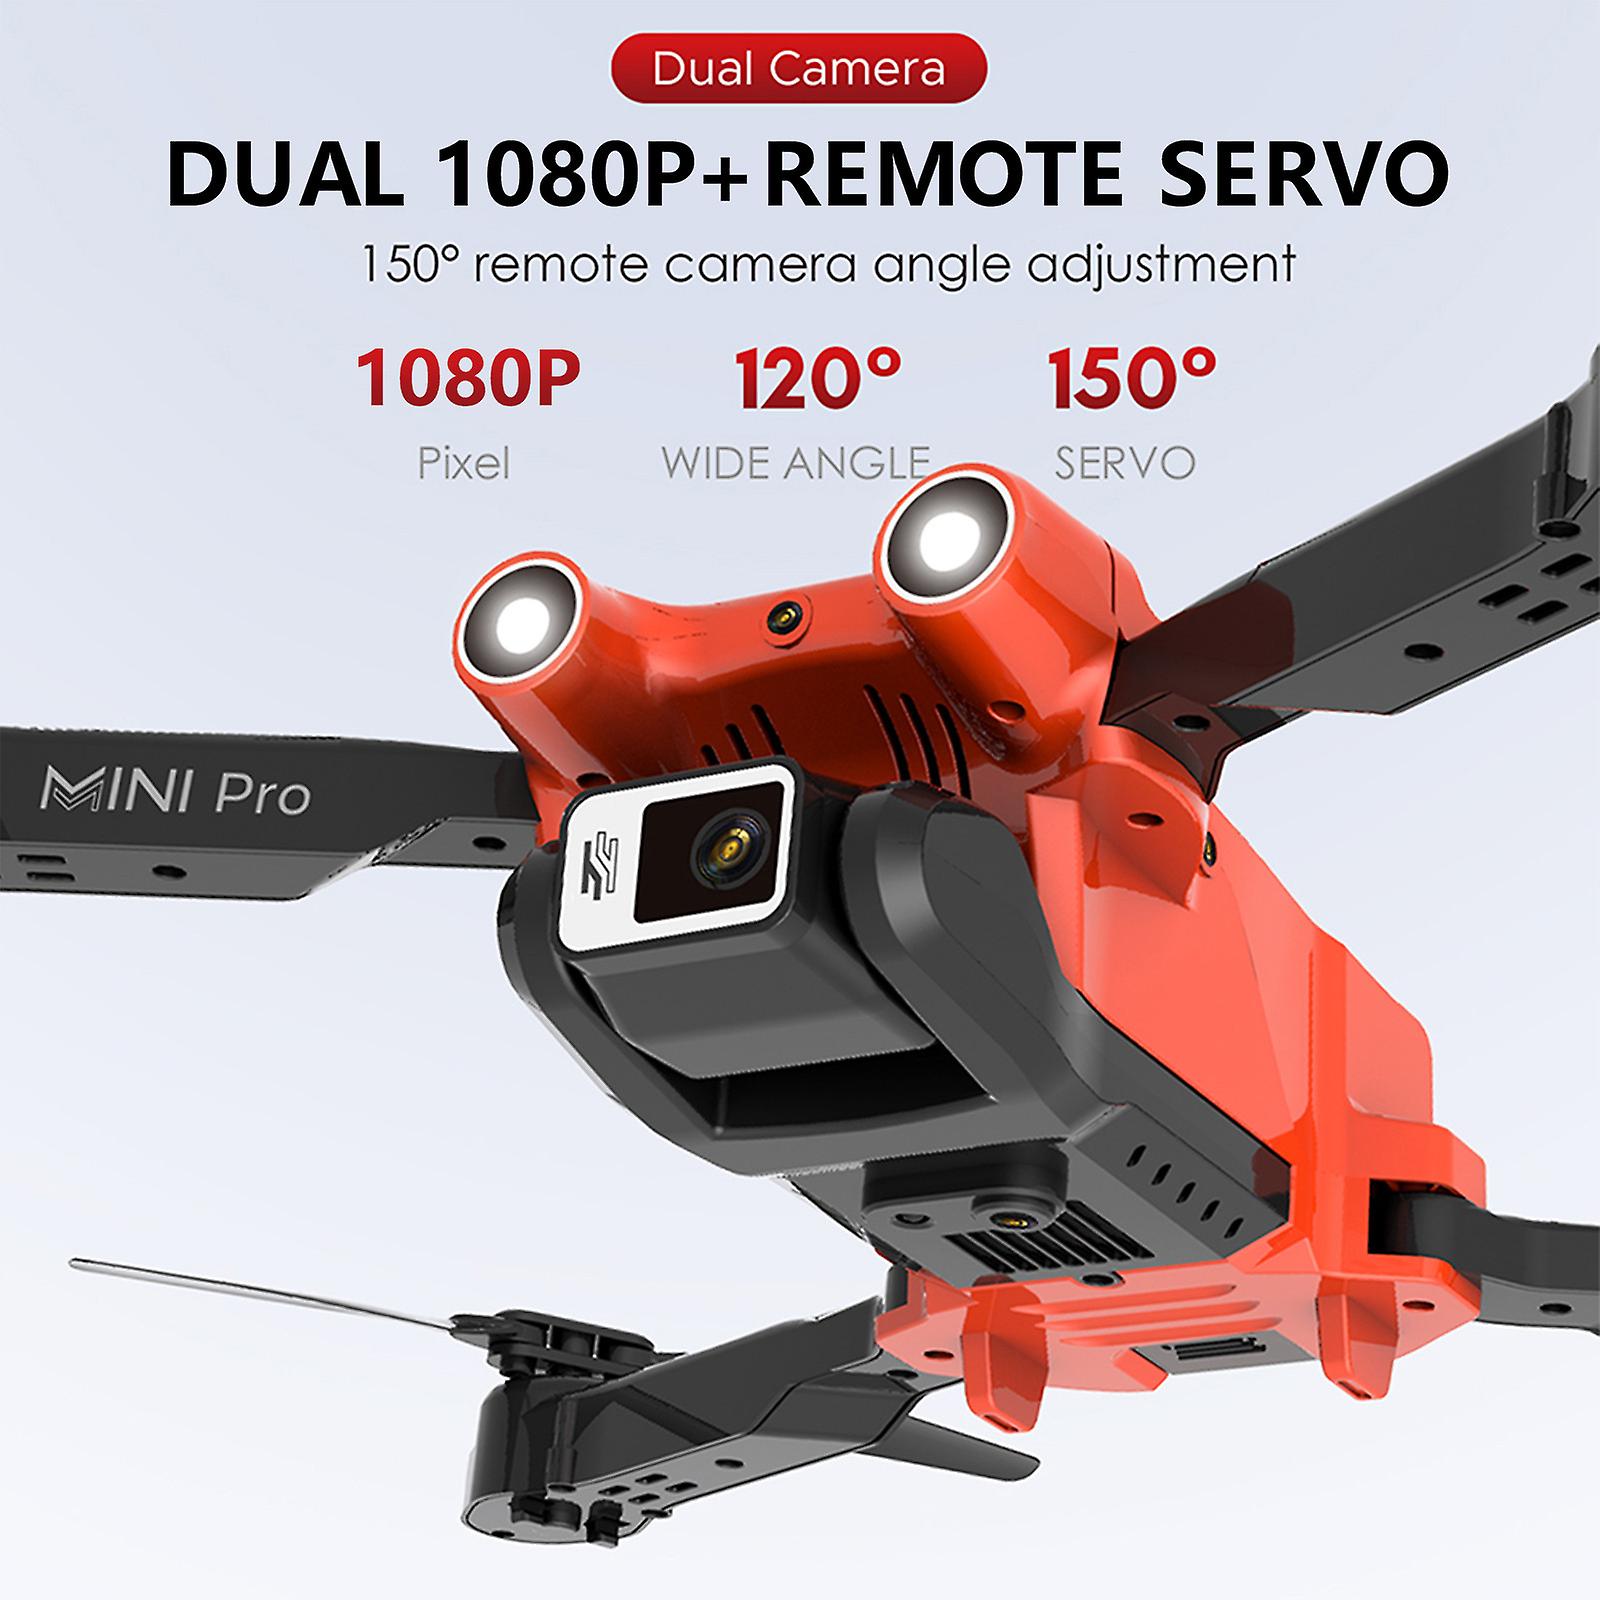 Dual Camera
DUAL 1080P+REMOTE SERVO
150° remote camera angle adjustment
1080P 120° 150°
Pixel WIDE ANGLE SERVO
MINI Pro